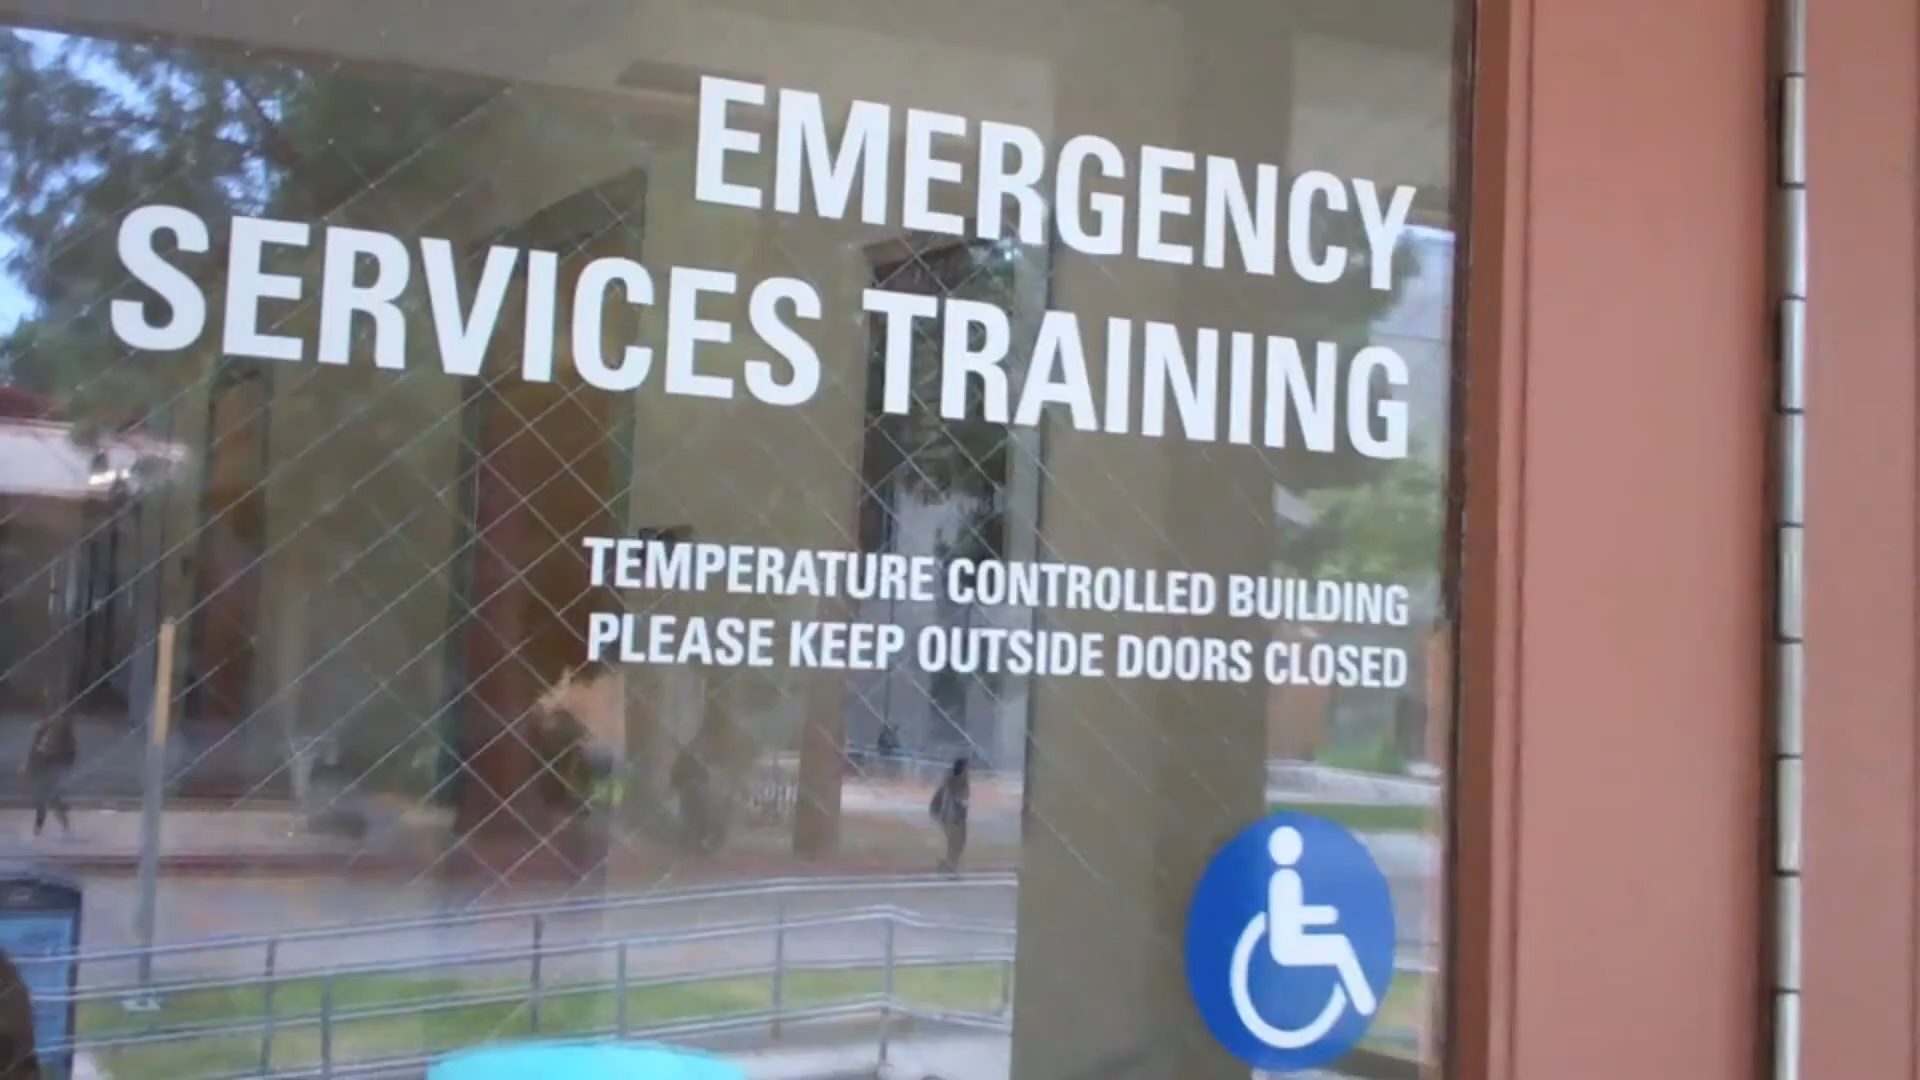 EMERGENCY
SERVICES TRAINING
TEMPERATURE CONTROLLED BUILDING
PLEASE KEEP OUTSIDE DOORS CLOSED